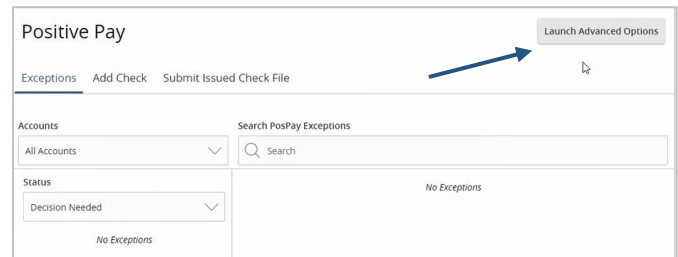 Positive Pay
Launch Advanced Options
Exceptions Add Check Submit Issued Check File
Accounts
Search PosPay Exceptions
All Accounts
Search
Status
Decision Needed
No Exceptions
No Exceptions